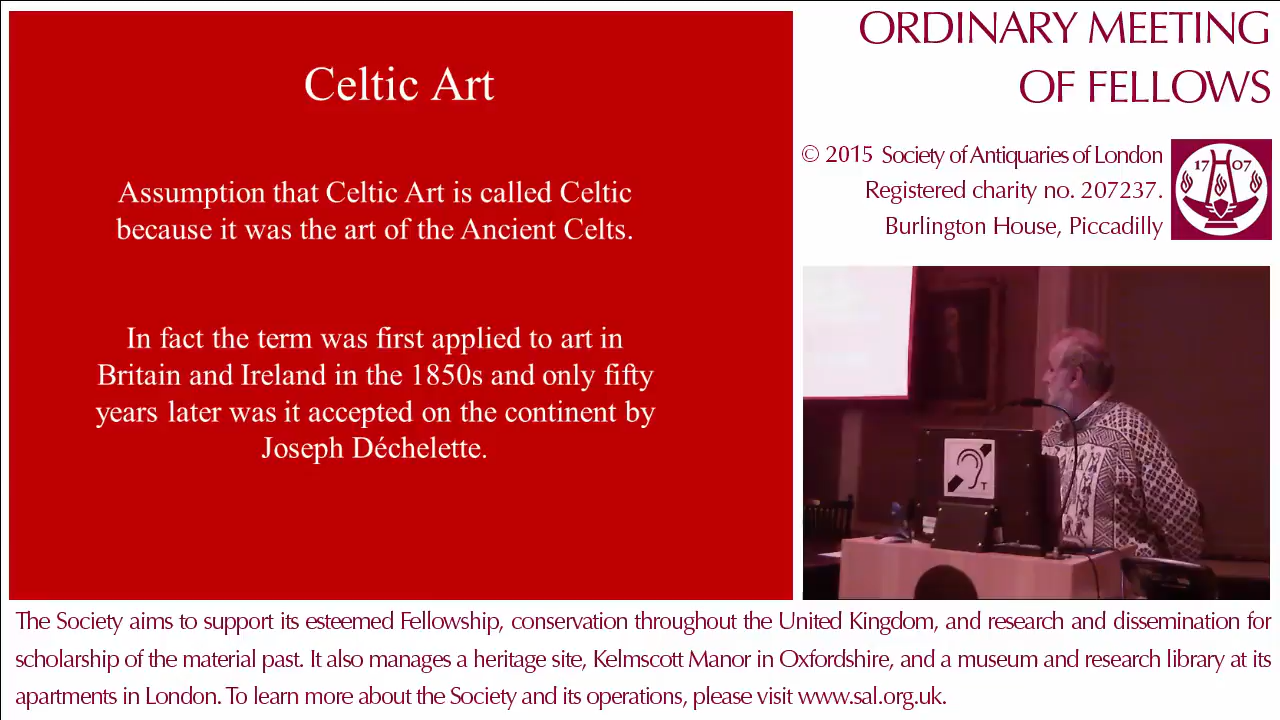 Celtic Art
Assumption that Celtic Art is called Celtic
because it was the art of the Ancient Celts.
In fact the term was first applied to art in
Britain and Ireland in the 1850s and only fifty
years later was it accepted on the continent by
Joseph Déchelette.
ORDINARY MEETING
OF FELLOWS
© 2015 Society of Antiquaries of London
Registered charity no. 207237.
Burlington House, Piccadilly
17 07
T
The Society aims to support its esteemed Fellowship, conservation throughout the United Kingdom, and research and dissemination for
scholarship of the material past. It also manages a heritage site, Kelmscott Manor in Oxfordshire, and a museum and research library at its
apartments in London. To learn more about the Society and its operations, please visit www.sal.org.uk.